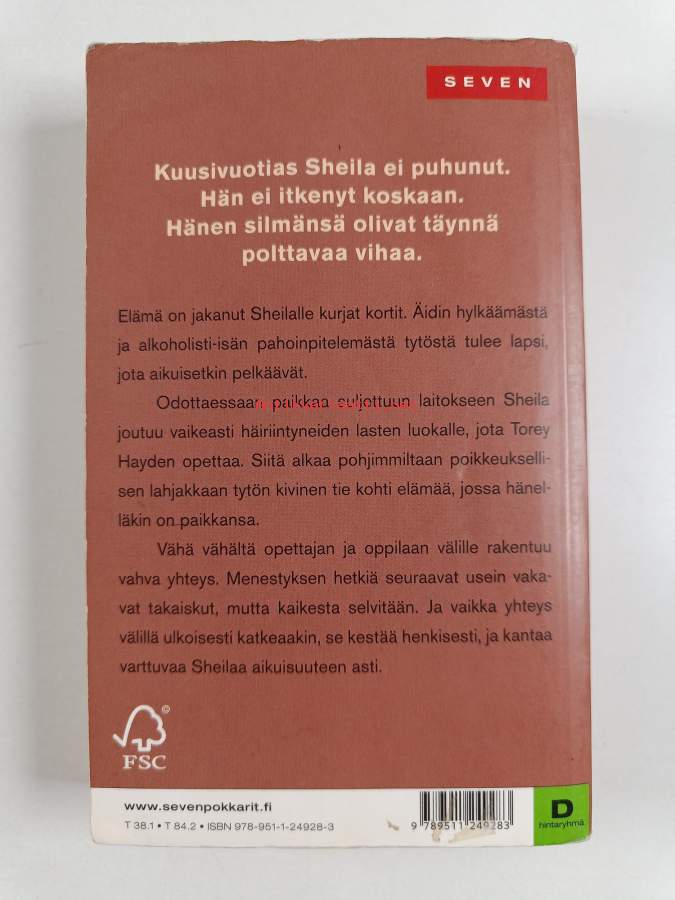 SEVEN
Kuusivuotias Sheila ei puhunut.
Hän ei itkenyt koskaan.
Hänen silmänsä olivat täynnä
polttavaa vihaa.
Elämä on jakanut Sheilalle kurjat kortit. Äidin hylkäämästä
ja alkoholisti-isän pahoinpitelemästä tytöstä tulee lapsi,
jota aikuisetkin pelkäävät.
Odottaessaan paikkaa suljettuun laitokseen Sheila
joutuu vaikeasti häiriintyneiden lasten luokalle, jota Torey
Hayden opettaa. Siitä alkaa pohjimmiltaan poikkeukselli-
sen lahjakkaan tytön kivinen tie kohti elämää, jossa hänel-
läkin on paikkansa.
Vähä vähältä opettajan ja oppilaan välille rakentuu
vahva yhteys. Menestyksen hetkiä seuraavat usein vaka-
vat takaiskut, mutta kaikesta selvitään. Ja vaikka yhteys
välillä ulkoisesti katkeaakin, se kestää henkisesti, ja kantaa
varttuvaa Sheilaa aikuisuuteen asti.
©
FSC
www.sevenpokkarit.fi
T 38.1 • T 84.2 • ISBN 978-951-1-24928-3
9 789511 249283
D
hintaryhmä